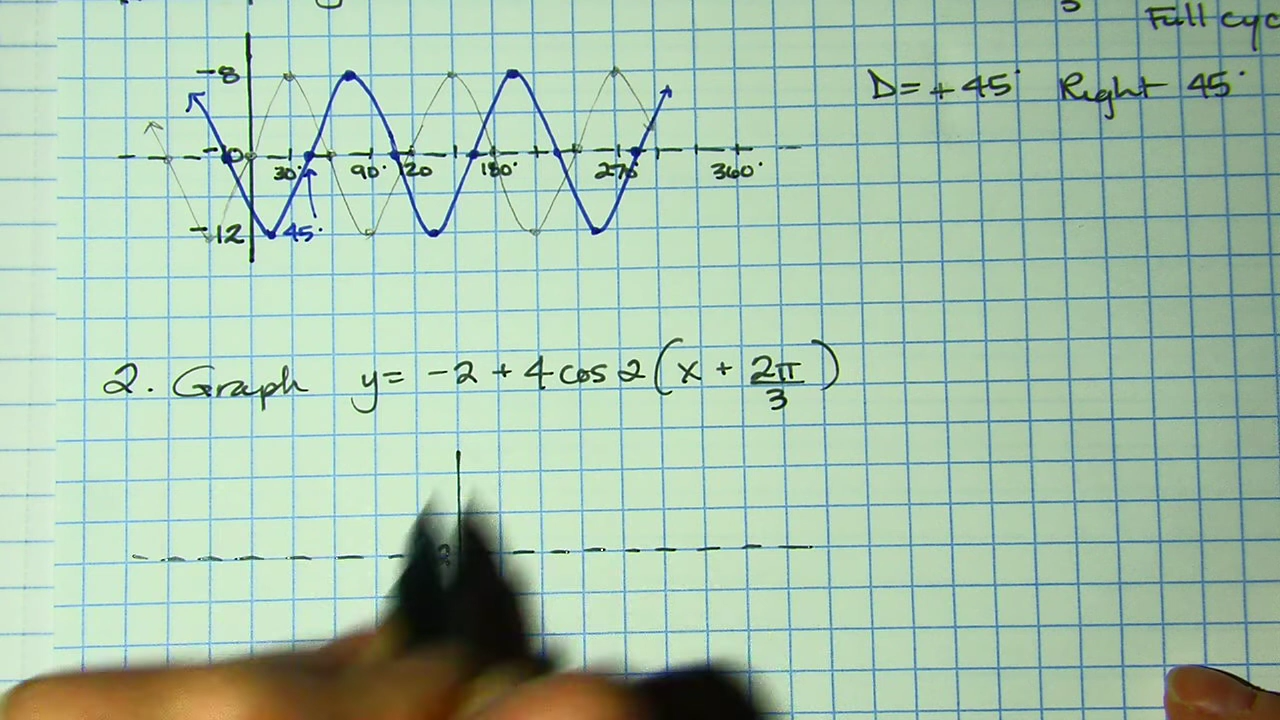 Full cyc
D = + 45° Right 45°
-8
30° 90° 120 180° 270 360°
-12 45°
2. Graph y = -2 + 4 cos 2 (x + 2π/3)